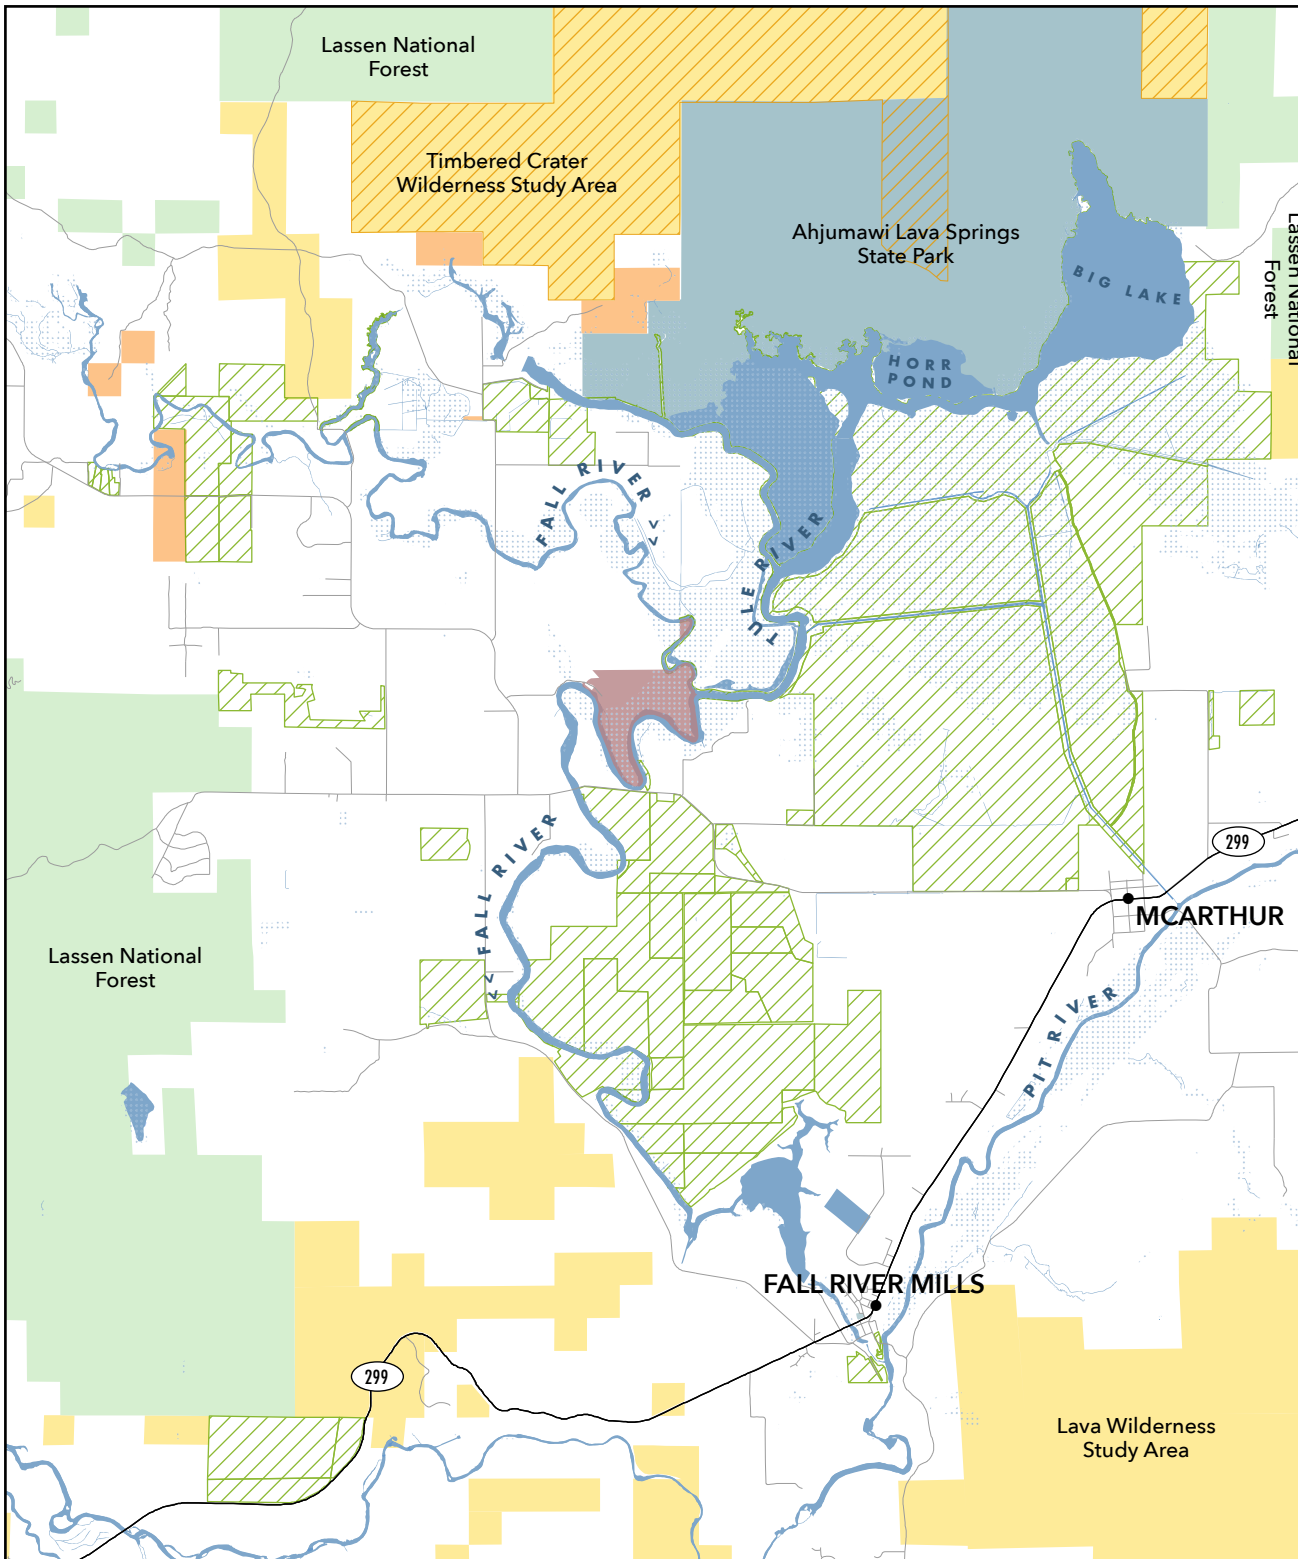 Lassen National
Forest
Timbered Crater
Wilderness Study Area
Ahjumawi Lava Springs
State Park
Lassen National
Forest
BIG LAKE
HORR
POND
FALL RIVER
<<
TULE RIVER
299
MCARTHUR
FALL RIVER
<<
Lassen National
Forest
PIT RIVER
FALL RIVER MILLS
299
Lava Wilderness
Study Area